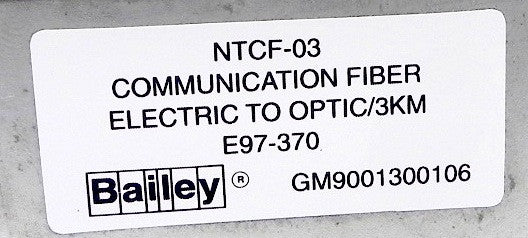 NTCF-03
COMMUNICATION FIBER
ELECTRIC TO OPTIC/3KM
E97-370
Bailey® GM9001300106